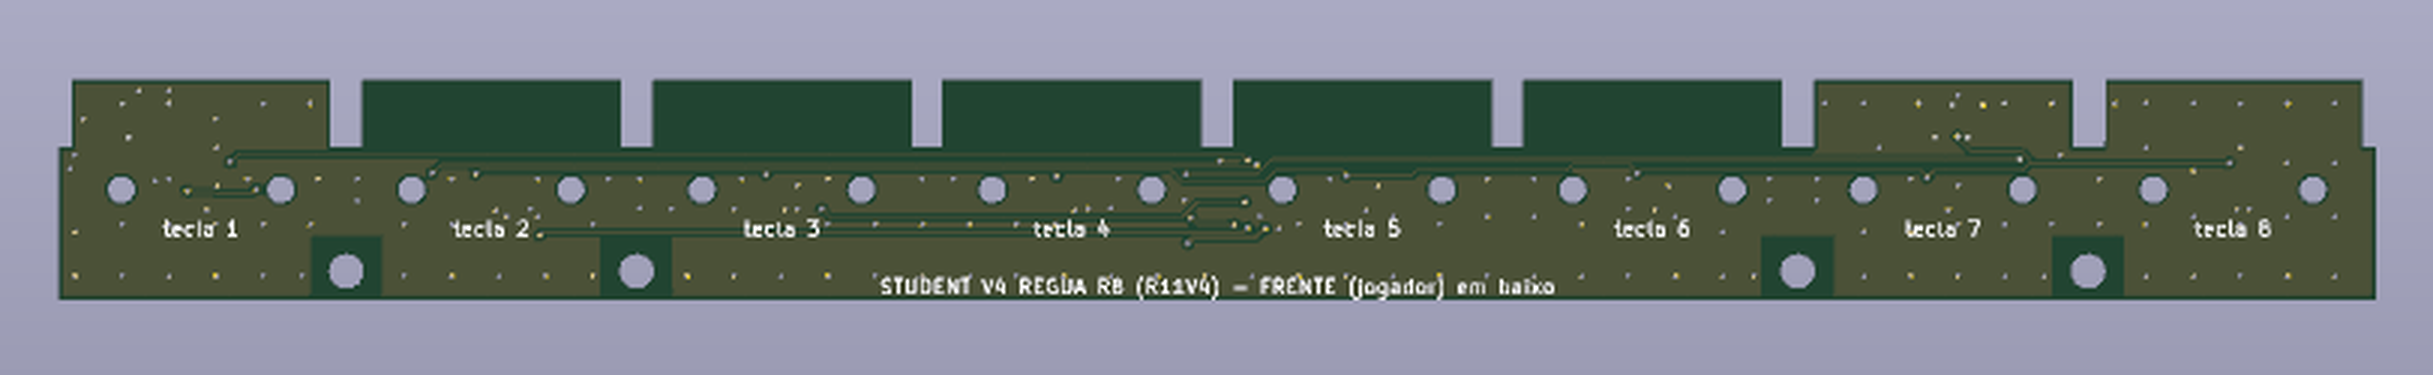 tecla 1
tecla 2
tecla 3
tecla 4
tecla 5
tecla 6
tecla 7
tecla 8
STUDENT V4 REGUA R8 (R11V4) - FRENTE (jogador) em baixo